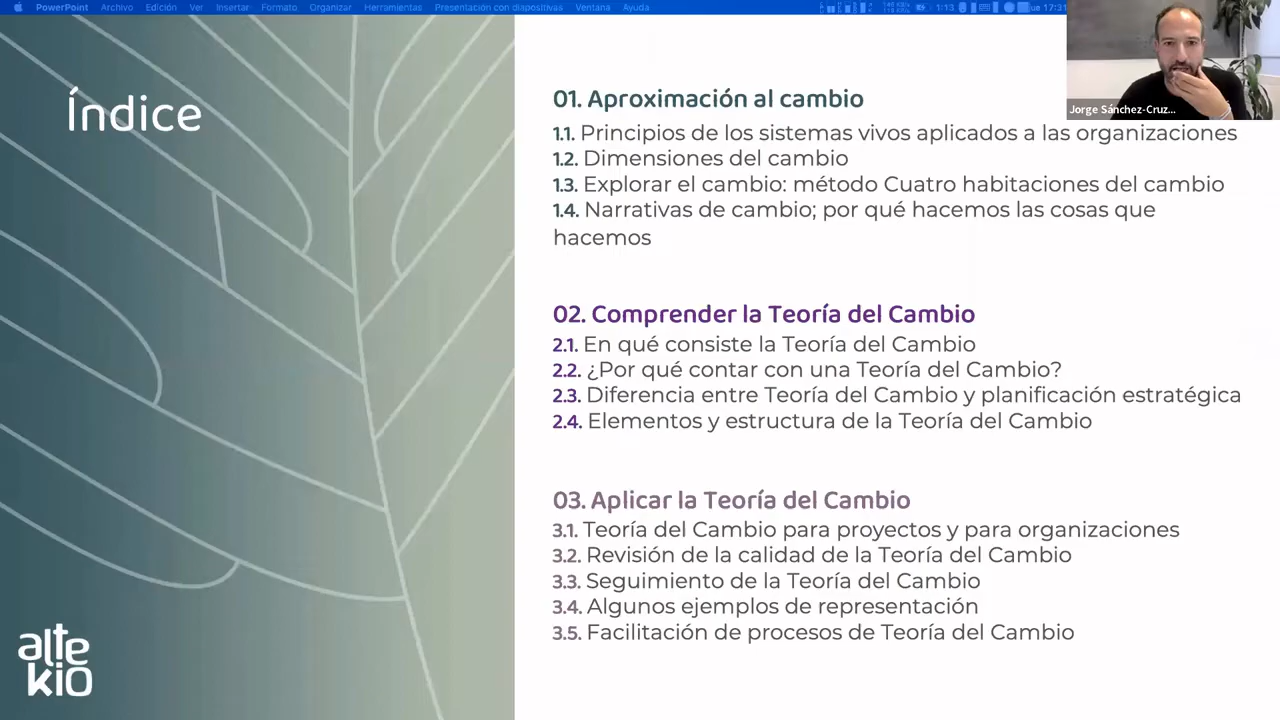 PowerPoint Archivo Edición Ver Insertar Formato Organizar Herramientas Presentación con diapositivas Ventana Ayuda
1:13
17:31
Jorge Sánchez-Cruz...
Índice
01. Aproximación al cambio
1.1. Principios de los sistemas vivos aplicados a las organizaciones
1.2. Dimensiones del cambio
1.3. Explorar el cambio: método Cuatro habitaciones del cambio
1.4. Narrativas de cambio; por qué hacemos las cosas que
hacemos
02. Comprender la Teoría del Cambio
2.1. En qué consiste la Teoría del Cambio
2.2. ¿Por qué contar con una Teoría del Cambio?
2.3. Diferencia entre Teoría del Cambio y planificación estratégica
2.4. Elementos y estructura de la Teoría del Cambio
03. Aplicar la Teoría del Cambio
3.1. Teoría del Cambio para proyectos y para organizaciones
3.2. Revisión de la calidad de la Teoría del Cambio
3.3. Seguimiento de la Teoría del Cambio
3.4. Algunos ejemplos de representación
3.5. Facilitación de procesos de Teoría del Cambio
alte
kio